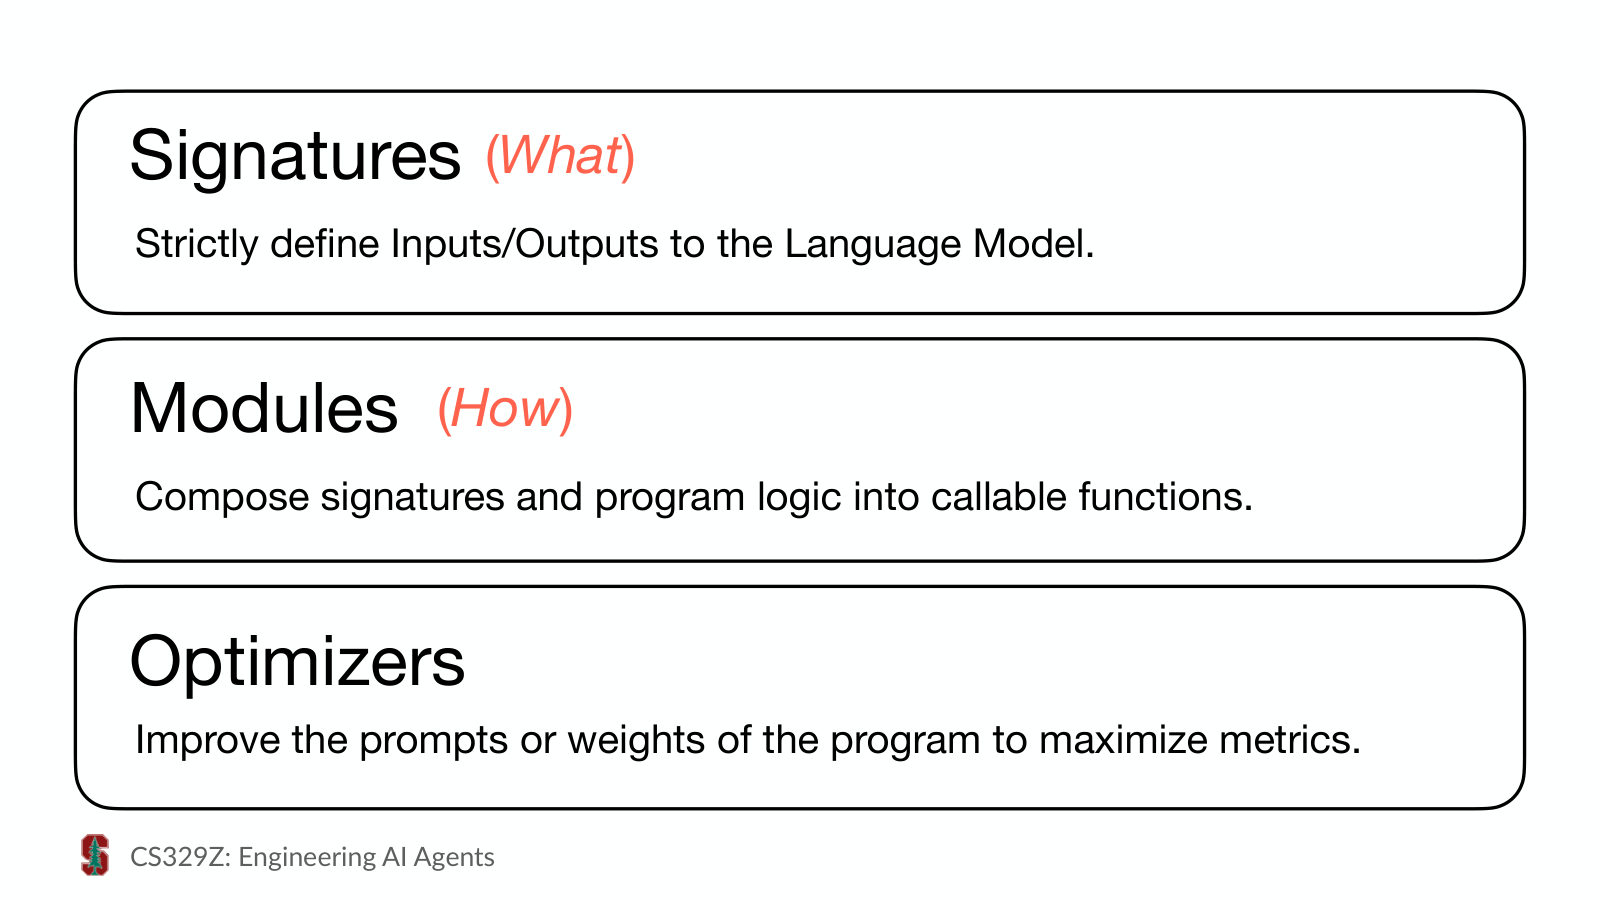 Signatures (What)
Strictly define Inputs/Outputs to the Language Model.
Modules (How)
Compose signatures and program logic into callable functions.
Optimizers
Improve the prompts or weights of the program to maximize metrics.
CS329Z: Engineering AI Agents